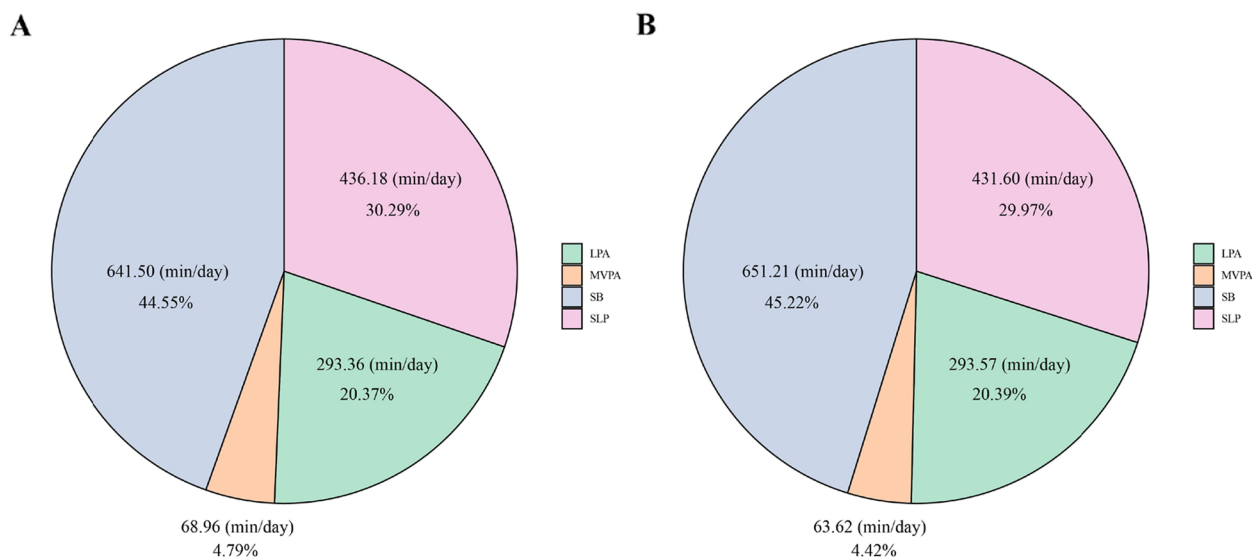 A
436.18 (min/day)
30.29%
641.50 (min/day)
44.55%
293.36 (min/day)
20.37%
68.96 (min/day)
4.79%
LPA
MVPA
SB
SLP
B
431.60 (min/day)
29.97%
651.21 (min/day)
45.22%
293.57 (min/day)
20.39%
63.62 (min/day)
4.42%
LPA
MVPA
SB
SLP